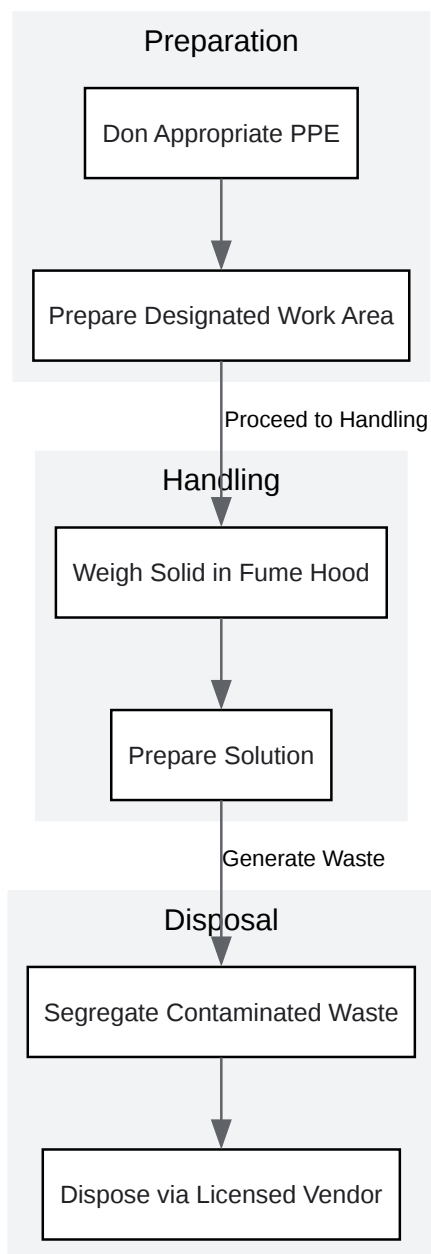 Preparation
Don Appropriate PPE
Prepare Designated Work Area
Proceed to Handling
Handling
Weigh Solid in Fume Hood
Prepare Solution
Generate Waste
Disposal
Segregate Contaminated Waste
Dispose via Licensed Vendor